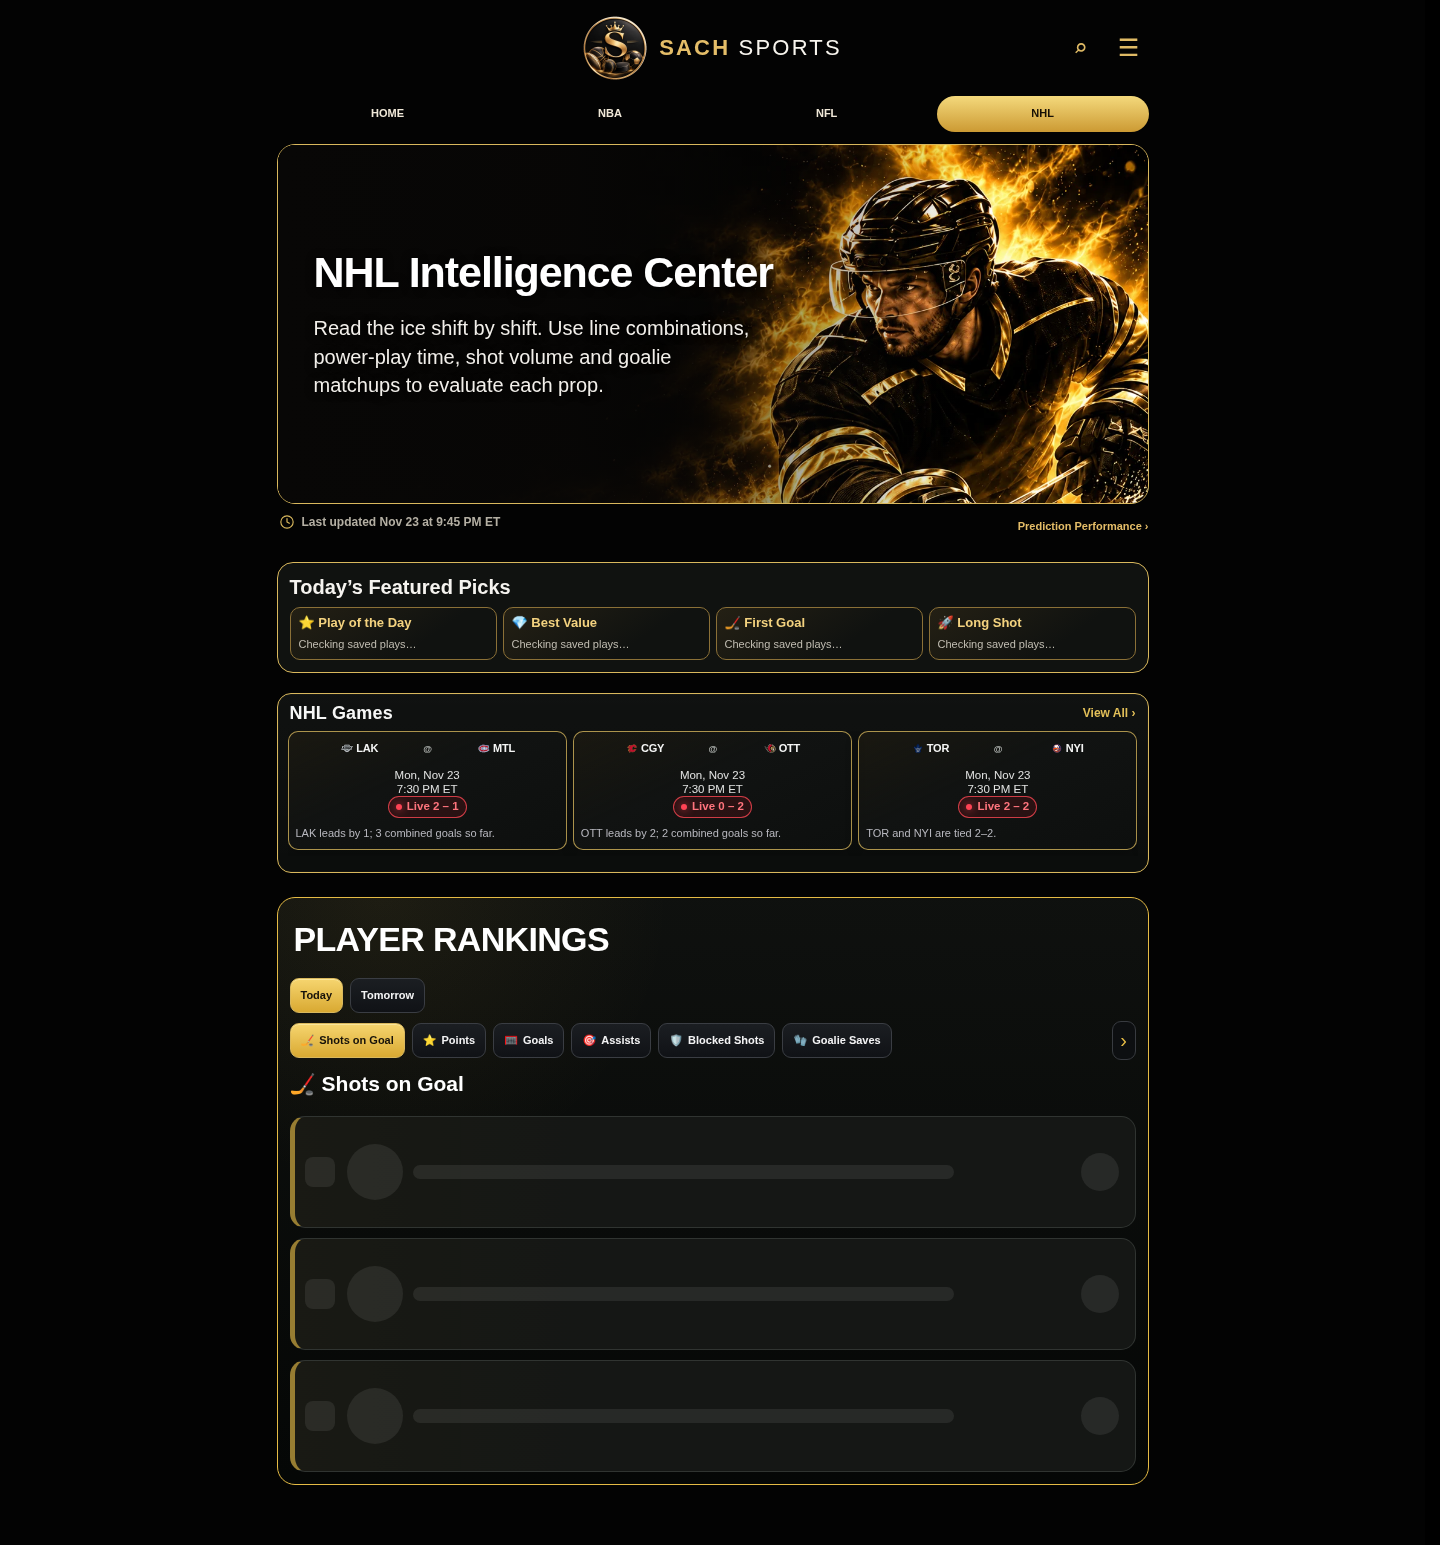 SACH SPORTS
HOME NBA NFL NHL
NHL Intelligence Center
Read the ice shift by shift. Use line combinations,
power-play time, shot volume and goalie
matchups to evaluate each prop.
Last updated Nov 23 at 9:45 PM ET
Prediction Performance ›
Today’s Featured Picks
⭐ Play of the Day
Checking saved plays…
💎 Best Value
Checking saved plays…
🏒 First Goal
Checking saved plays…
🚀 Long Shot
Checking saved plays…
NHL Games
View All ›
LAK @ MTL
Mon, Nov 23
7:30 PM ET
Live 2 – 1
LAK leads by 1; 3 combined goals so far.
CGY @ OTT
Mon, Nov 23
7:30 PM ET
Live 0 – 2
OTT leads by 2; 2 combined goals so far.
TOR @ NYI
Mon, Nov 23
7:30 PM ET
Live 2 – 2
TOR and NYI are tied 2–2.
PLAYER RANKINGS
Today Tomorrow
🏒 Shots on Goal ⭐ Points 🥅 Goals 🎯 Assists 🛡️ Blocked Shots 🧤 Goalie Saves ›
🏒 Shots on Goal